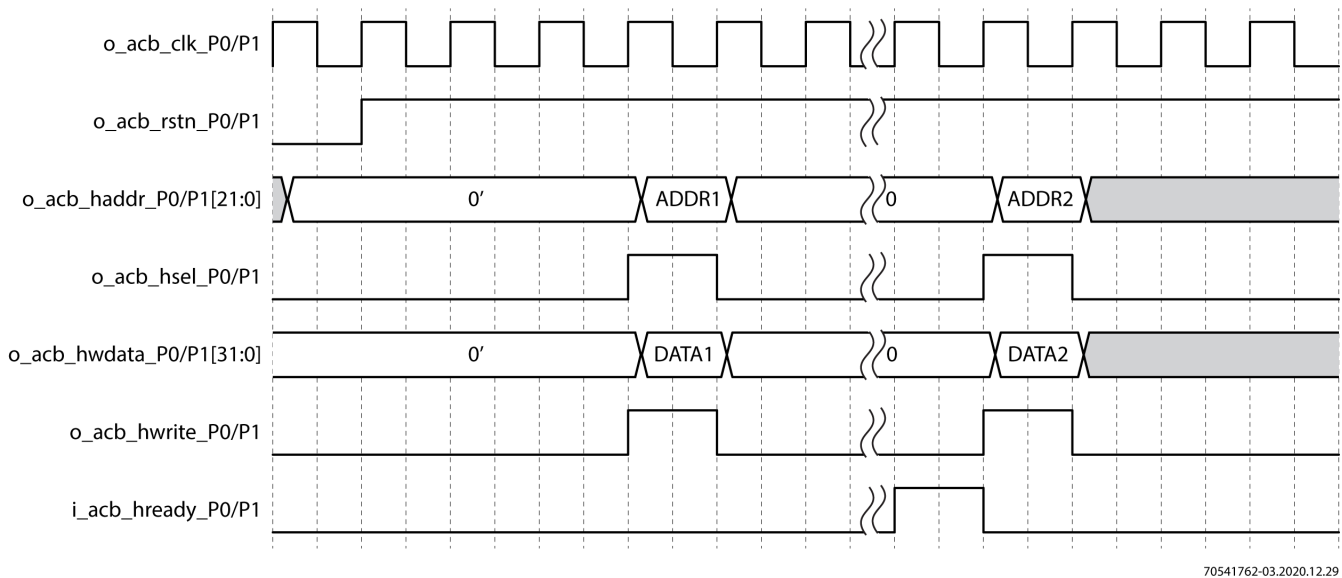 o_acb_clk_P0/P1
o_acb_rstn_P0/P1
o_acb_haddr_P0/P1[21:0] 0' ADDR1 0 ADDR2
o_acb_hsel_P0/P1
o_acb_hwdata_P0/P1[31:0] 0' DATA1 0 DATA2
o_acb_hwrite_P0/P1
i_acb_hready_P0/P1
70541762-03.2020.12.29